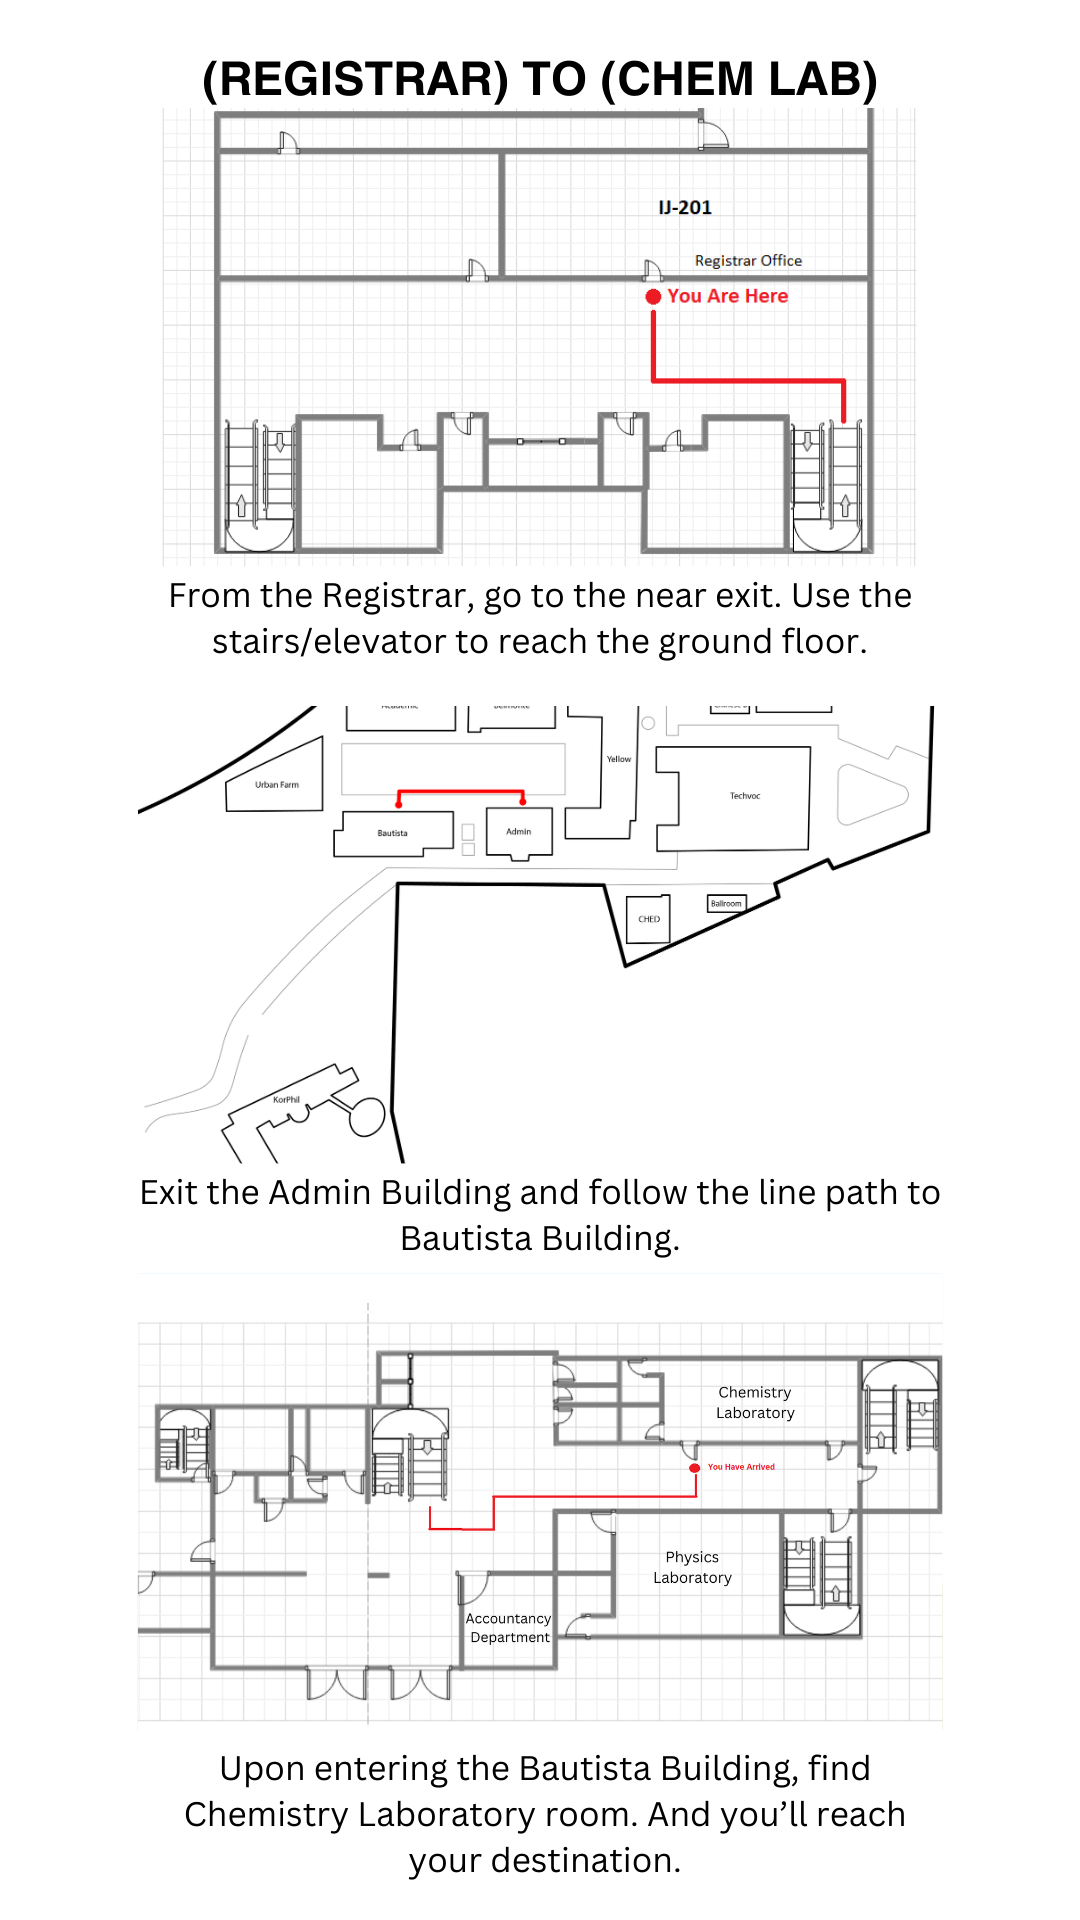 (REGISTRAR) TO (CHEM LAB)
IJ-201
Registrar Office
You Are Here
From the Registrar, go to the near exit. Use the
stairs/elevator to reach the ground floor.
Academic
Belmonte
Yellow
Urban Farm
Techvoc
Bautista
Admin
Ballroom
CHED
KorPhil
Exit the Admin Building and follow the line path to
Bautista Building.
Chemistry
Laboratory
You Have Arrived
Physics
Laboratory
Accountancy
Department
Upon entering the Bautista Building, find
Chemistry Laboratory room. And you’ll reach
your destination.